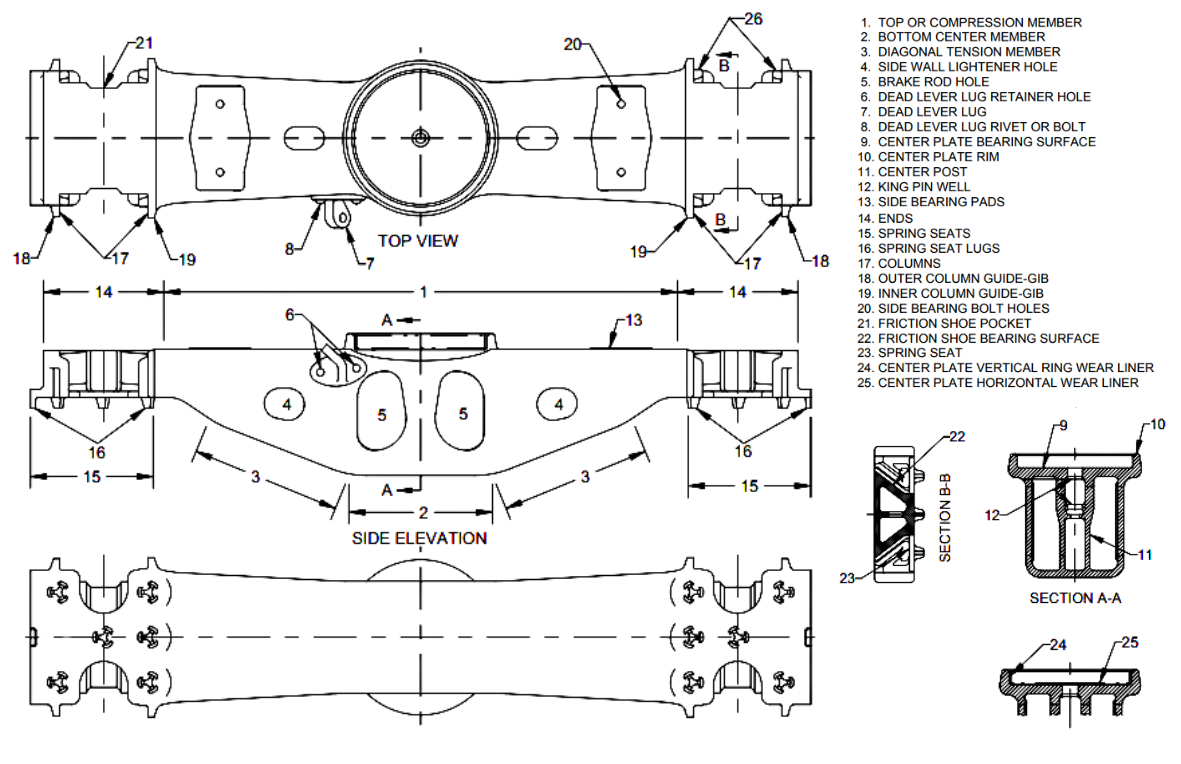 26
21
20
B
1. TOP OR COMPRESSION MEMBER
2. BOTTOM CENTER MEMBER
3. DIAGONAL TENSION MEMBER
4. SIDE WALL LIGHTENER HOLE
5. BRAKE ROD HOLE
6. DEAD LEVER LUG RETAINER HOLE
7. DEAD LEVER LUG
8. DEAD LEVER LUG RIVET OR BOLT
9. CENTER PLATE BEARING SURFACE
10. CENTER PLATE RIM
11. CENTER POST
12. KING PIN WELL
13. SIDE BEARING PADS
14. ENDS
15. SPRING SEATS
16. SPRING SEAT LUGS
17. COLUMNS
18. OUTER COLUMN GUIDE-GIB
19. INNER COLUMN GUIDE-GIB
20. SIDE BEARING BOLT HOLES
21. FRICTION SHOE POCKET
22. FRICTION SHOE BEARING SURFACE
23. SPRING SEAT
24. CENTER PLATE VERTICAL RING WEAR LINER
25. CENTER PLATE HORIZONTAL WEAR LINER
B
18 17 19 8 7 TOP VIEW 19 17 18
14 1 14
6 A 13
4 5 5 4
16 16
15 3 A 3 15
2
SIDE ELEVATION
22
SECTION B-B
23
9 10
12
11
SECTION A-A
24 25